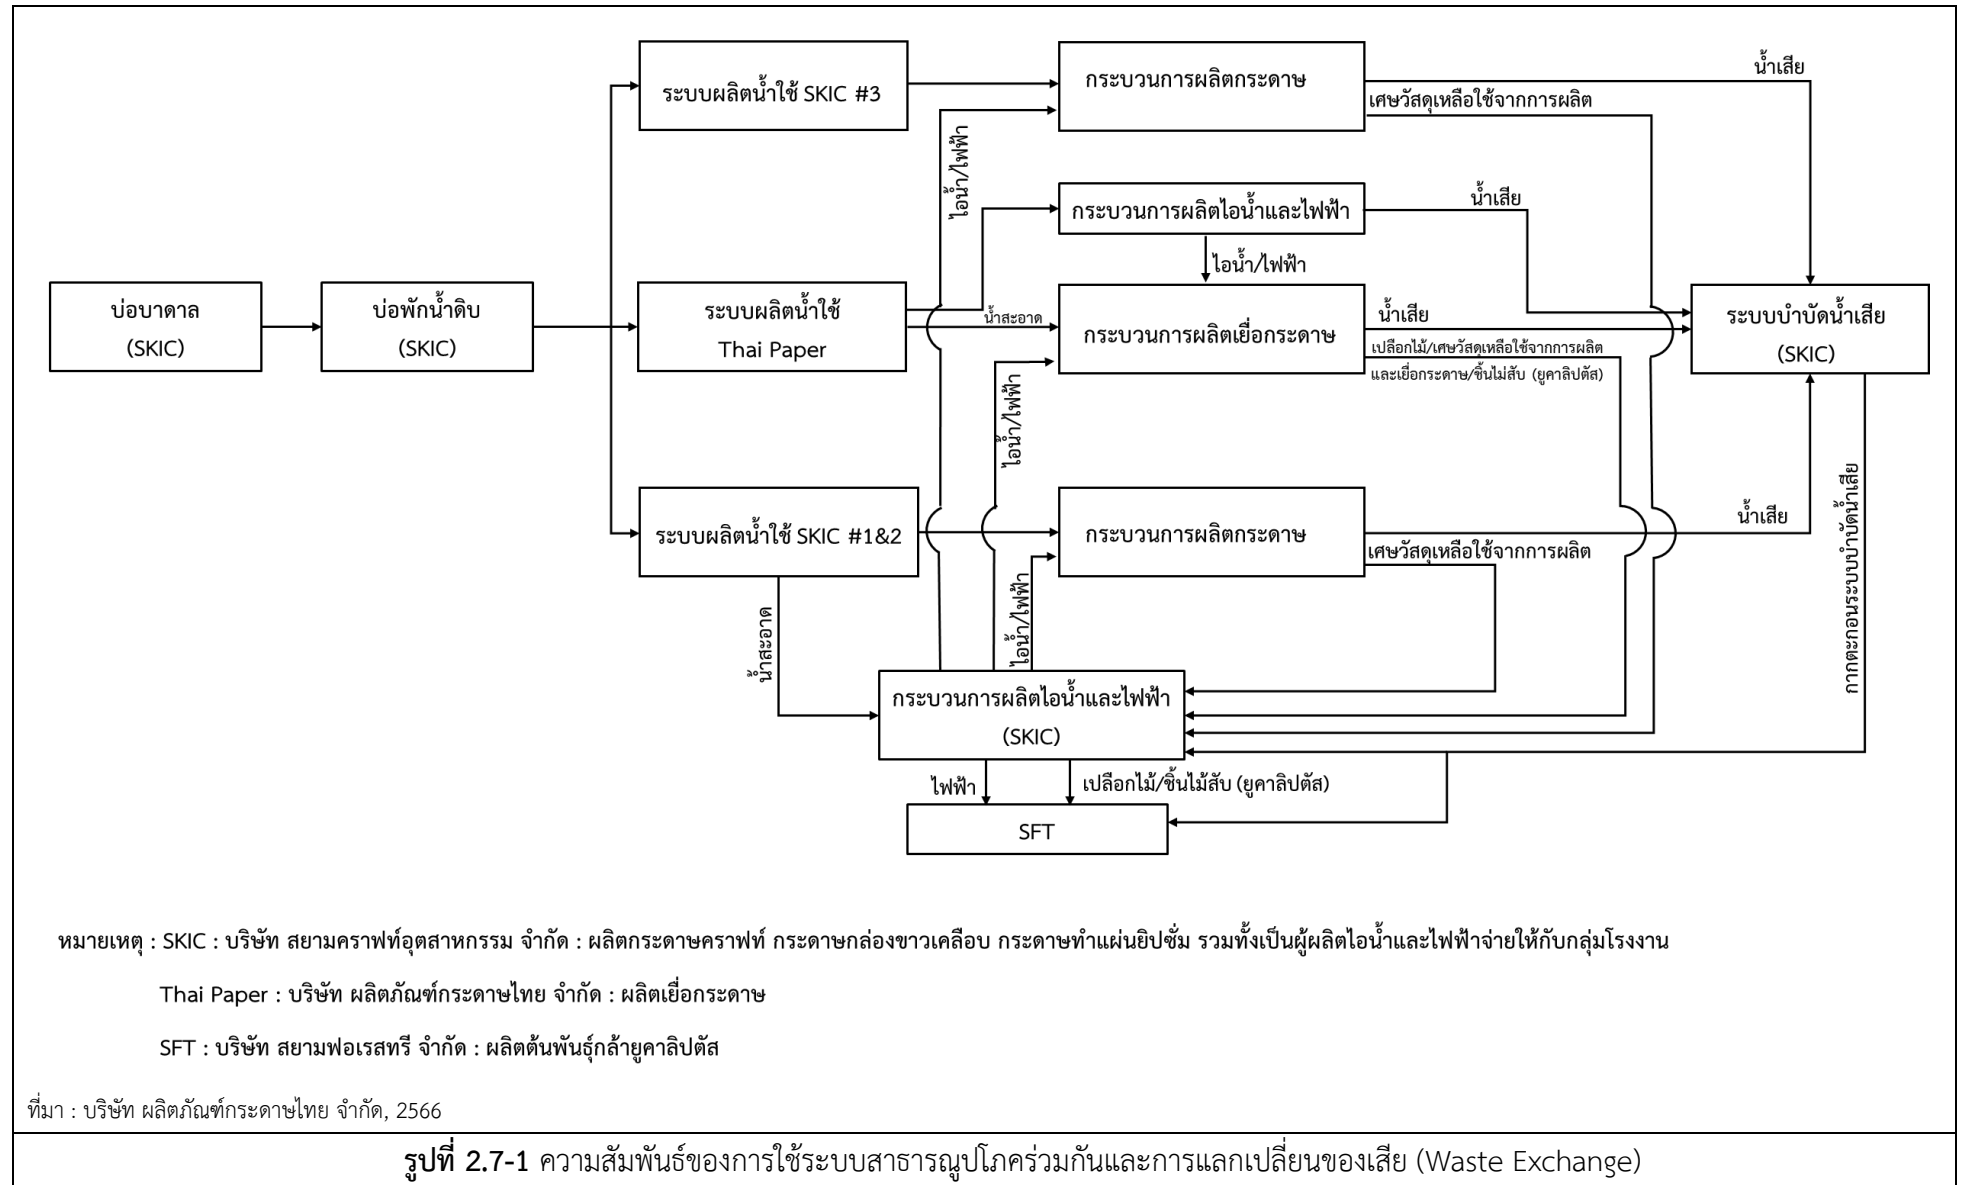 ระบบผลิตน้ำใช้ SKIC #3
กระบวนการผลิตกระดาษ
น้ำเสีย
เศษวัสดุเหลือใช้จากการผลิต
ไอน้ำ/ไฟฟ้า
กระบวนการผลิตไอน้ำและไฟฟ้า
น้ำเสีย
ไอน้ำ/ไฟฟ้า
บ่อบาดาล
(SKIC)
บ่อพักน้ำดิบ
(SKIC)
ระบบผลิตน้ำใช้
Thai Paper
น้ำสะอาด
กระบวนการผลิตเยื่อกระดาษ
น้ำเสีย
เปลือกไม้/เศษวัสดุเหลือใช้จากการผลิต
และเยื่อกระดาษ/ชิ้นไม่สับ (ยูคาลิปตัส)
ระบบบำบัดน้ำเสีย
(SKIC)
ไอน้ำ/ไฟฟ้า
ระบบผลิตน้ำใช้ SKIC #1&2
กระบวนการผลิตกระดาษ
น้ำเสีย
เศษวัสดุเหลือใช้จากการผลิต
กากตะกอนระบบบำบัดน้ำเสีย
น้ำสะอาด
ไอน้ำ/ไฟฟ้า
กระบวนการผลิตไอน้ำและไฟฟ้า
(SKIC)
ไฟฟ้า
เปลือกไม้/ชิ้นไม้สับ (ยูคาลิปตัส)
SFT
หมายเหตุ : SKIC : บริษัท สยามคราฟท์อุตสาหกรรม จำกัด : ผลิตกระดาษคราฟท์ กระดาษกล่องขาวเคลือบ กระดาษทำแผ่นยิปซั่ม รวมทั้งเป็นผู้ผลิตไอน้ำและไฟฟ้าจ่ายให้กับกลุ่มโรงงาน
Thai Paper : บริษัท ผลิตภัณฑ์กระดาษไทย จำกัด : ผลิตเยื่อกระดาษ
SFT : บริษัท สยามฟอเรสทรี จำกัด : ผลิตต้นพันธุ์กล้ายูคาลิปตัส
ที่มา : บริษัท ผลิตภัณฑ์กระดาษไทย จำกัด, 2566
รูปที่ 2.7-1 ความสัมพันธ์ของการใช้ระบบสาธารณูปโภคร่วมกันและการแลกเปลี่ยนของเสีย (Waste Exchange)